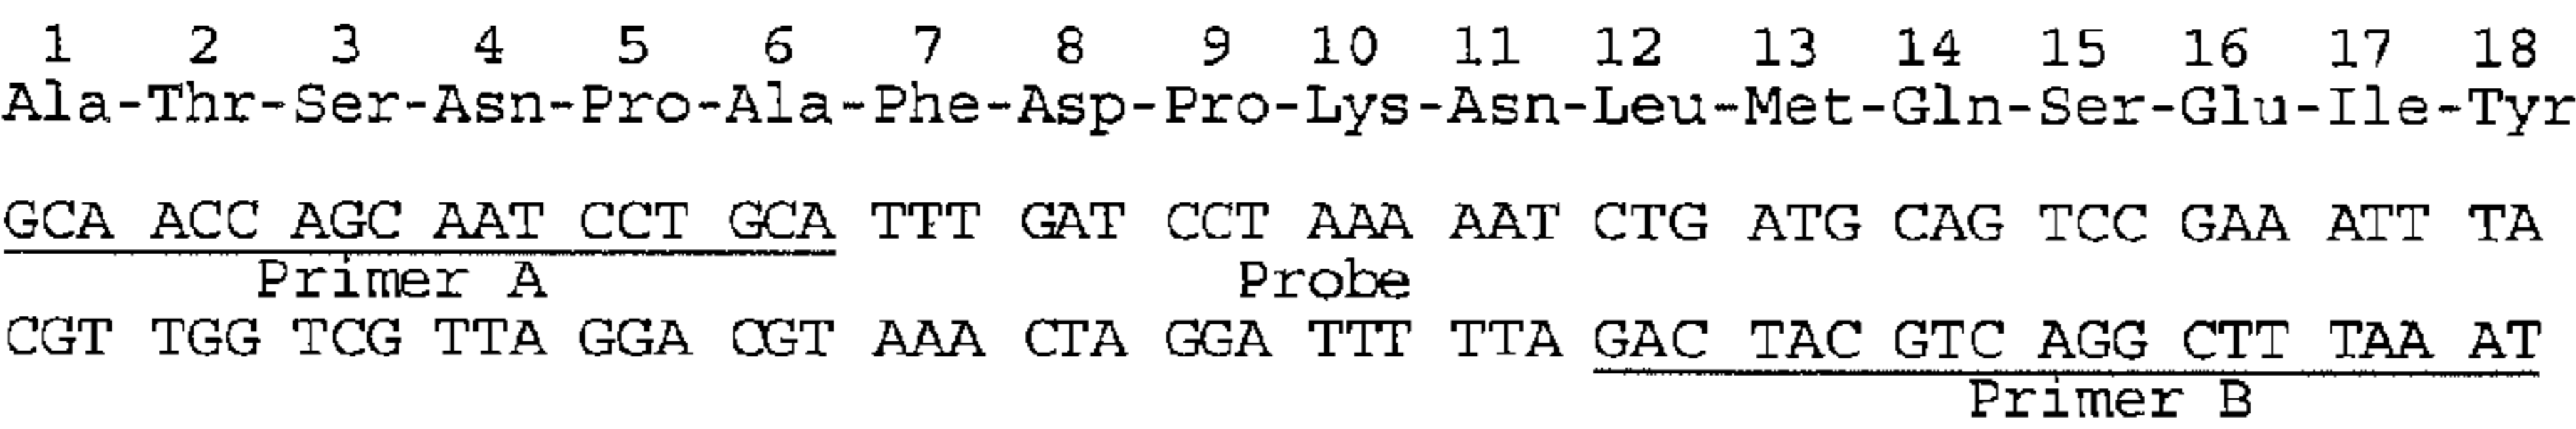 1 2 3 4 5 6 7 8 9 10 11 12 13 14 15 16 17 18
Ala-Thr-Ser-Asn-Pro-Ala-Phe-Asp-Pro-Lys-Asn-Leu-Met-Gln-Ser-Glu-Ile-Tyr
GCA ACC AGC AAT CCT GCA TTT GAT CCT AAA AAT CTG ATG CAG TCC GAA ATT TA
Primer A Probe
CGT TGG TCG TTA GGA CGT AAA CTA GGA TTT TTA GAC TAC GTC AGG CTT TAA AT
Primer B